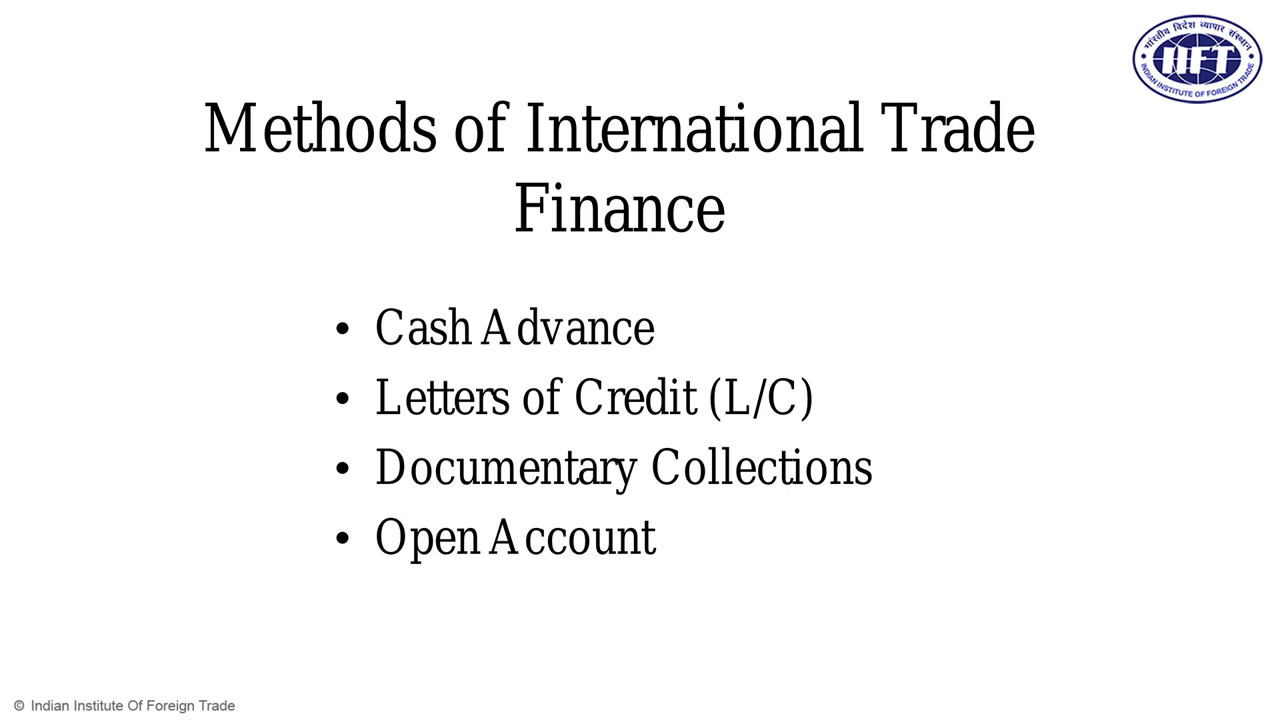 भारतीय विदेश व्यापार संस्थान
IIFT
INDIAN INSTITUTE OF FOREIGN TRADE
Methods of International Trade
Finance
• Cash Advance
• Letters of Credit (L/C)
• Documentary Collections
• Open Account
© Indian Institute Of Foreign Trade